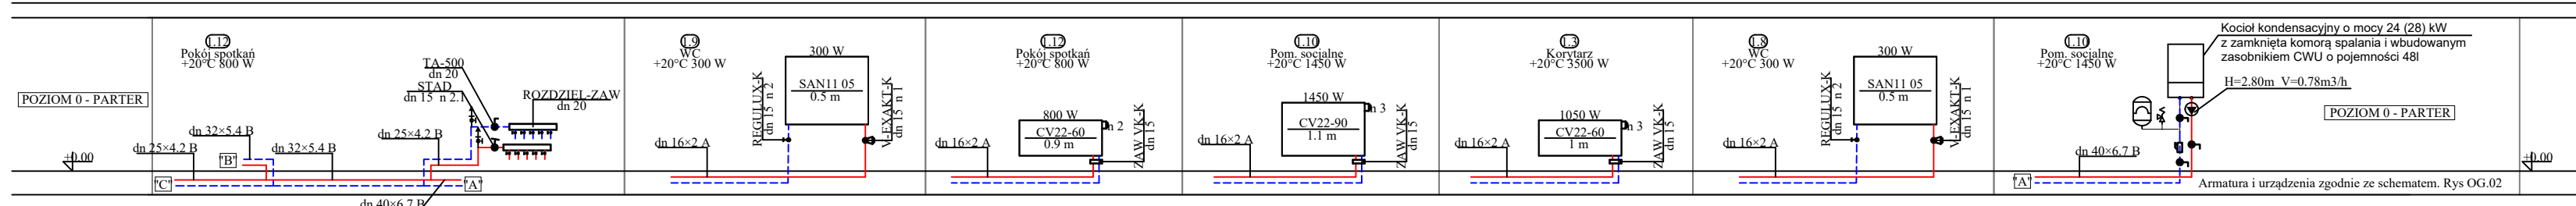 POZIOM 0 - PARTER
+0.00
1.12
Pokój spotkań
+20°C 800 W
TA-500
dn 20
STAD
dn 15 n 2.1
ROZDZIEL-ZAW
dn 20
dn 32×5.4 B
dn 25×4.2 B
dn 25×4.2 B
"B"
dn 32×5.4 B
"C"
"A"
dn 40×6.7 B
1.9
WC
+20°C 300 W
300 W
SAN11 05
0.5 m
REGULUX-K
dn 15 n 2
V-EXAKT-K
dn 15 n 1
dn 16×2 A
1.12
Pokój spotkań
+20°C 800 W
800 W
CV22-60
0.9 m
n 2
ZAW VK-K
dn 15
dn 16×2 A
1.10
Pom. socjalne
+20°C 1450 W
1450 W
CV22-90
1.1 m
n 3
ZAW VK-K
dn 15
dn 16×2 A
1.3
Korytarz
+20°C 3500 W
1050 W
CV22-60
1 m
n 3
ZAW VK-K
dn 15
dn 16×2 A
1.8
WC
+20°C 300 W
300 W
SAN11 05
0.5 m
REGULUX-K
dn 15 n 2
V-EXAKT-K
dn 15 n 1
dn 16×2 A
1.10
Pom. socjalne
+20°C 1450 W
Kocioł kondensacyjny o mocy 24 (28) kW
z zamknięta komorą spalania i wbudowanym
zasobnikiem CWU o pojemności 48l
H=2.80m V=0.78m3/h
POZIOM 0 - PARTER
dn 40×6.7 B
"A"
Armatura i urządzenia zgodnie ze schematem. Rys OG.02
+0.00